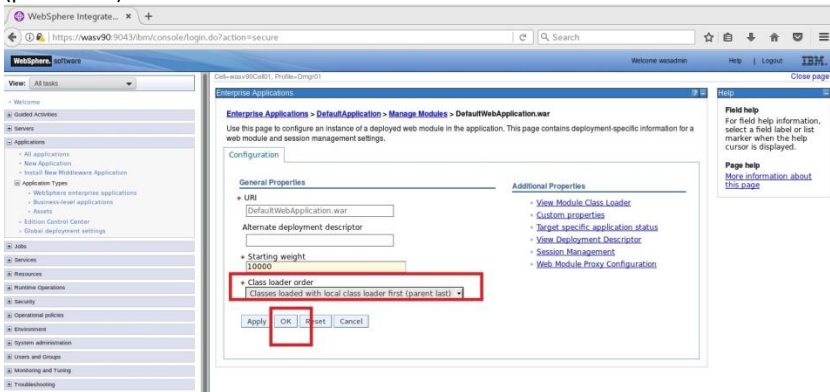 WebSphere Integrate... × +
https://wasv90:9043/ibm/console/login.do?action=secure
Search
WebSphere. software
Welcome wasadmin
Help | Logout
IBM.
Cell=wasv90Cell01, Profile=Dmgr01
Close page
View: All tasks
Welcome
Guided Activities
Servers
Applications
All applications
New Application
Install New Middleware Application
Application Types
WebSphere enterprise applications
Business-level applications
Assets
Edition Control Center
Global deployment settings
Jobs
Services
Resources
Runtime Operations
Security
Operational policies
Environment
System administration
Users and Groups
Monitoring and Tuning
Troubleshooting
Enterprise Applications
Enterprise Applications > DefaultApplication > Manage Modules > DefaultWebApplication.war
Use this page to configure an instance of a deployed web module in the application. This page contains deployment-specific information for a
web module and session management settings.
Configuration
General Properties
URI
DefaultWebApplication.war
Alternate deployment descriptor
Starting weight
10000
Class loader order
Classes loaded with local class loader first (parent last)
Apply OK Reset Cancel
Additional Properties
View Module Class Loader
Custom properties
Target specific application status
View Deployment Descriptor
Session Management
Web Module Proxy Configuration
Help
Field help
For field help information,
select a field label or list
marker when the help
cursor is displayed.
Page help
More information about
this page